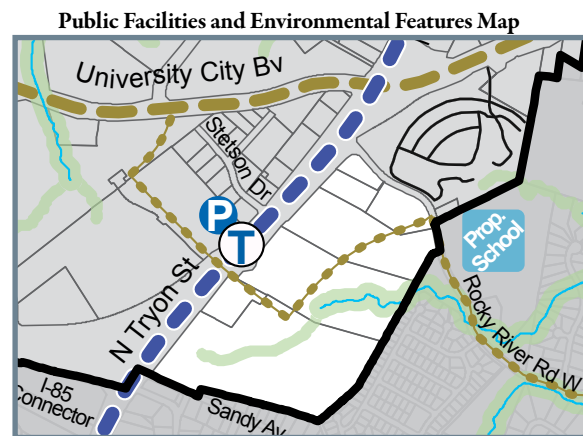 Public Facilities and Environmental Features Map
University City Bv
Stetson Dr
P
T
N Tryon St
Prop.
School
Rocky River Rd W
I-85
Connector
Sandy Av